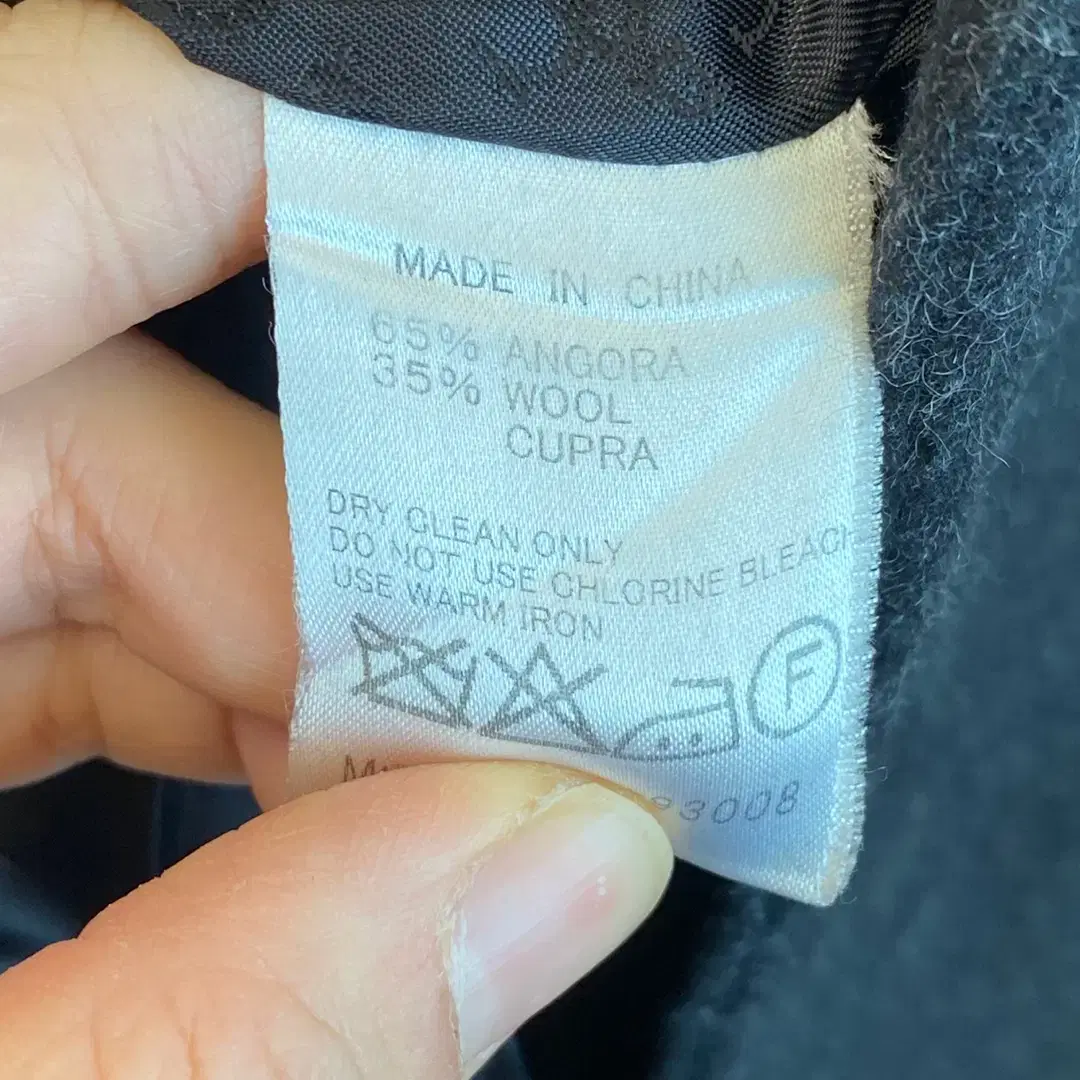 MADE IN CHINA
65% ANGORA
35% WOOL
CUPRA
DRY CLEAN ONLY
DO NOT USE CHLORINE BLEACH
USE WARM IRON
F
83008